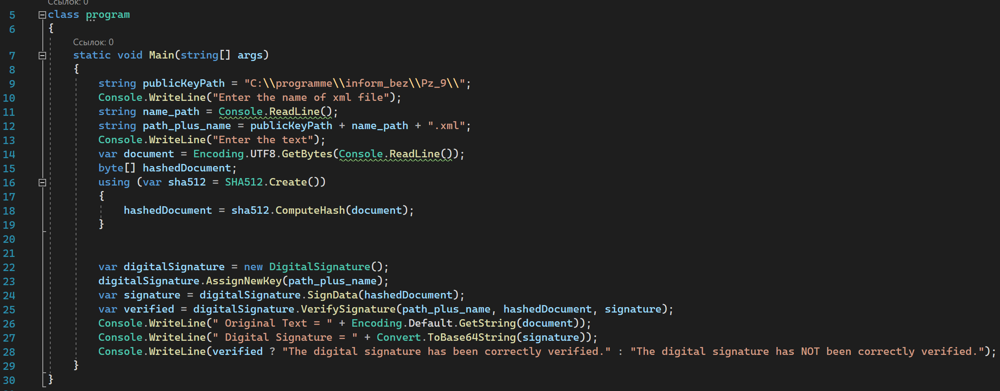 Ссылок: 0
5 class program
6 {
Ссылок: 0
7 static void Main(string[] args)
8 {
9 string publicKeyPath = "C:\\programme\\inform_bez\\Pz_9\\";
10 Console.WriteLine("Enter the name of xml file");
11 string name_path = Console.ReadLine();
12 string path_plus_name = publicKeyPath + name_path + ".xml";
13 Console.WriteLine("Enter the text");
14 var document = Encoding.UTF8.GetBytes(Console.ReadLine());
15 byte[] hashedDocument;
16 using (var sha512 = SHA512.Create())
17 {
18 hashedDocument = sha512.ComputeHash(document);
19 }
20
21
22 var digitalSignature = new DigitalSignature();
23 digitalSignature.AssignNewKey(path_plus_name);
24 var signature = digitalSignature.SignData(hashedDocument);
25 var verified = digitalSignature.VerifySignature(path_plus_name, hashedDocument, signature);
26 Console.WriteLine(" Original Text = " + Encoding.Default.GetString(document));
27 Console.WriteLine(" Digital Signature = " + Convert.ToBase64String(signature));
28 Console.WriteLine(verified ? "The digital signature has been correctly verified." : "The digital signature has NOT been correctly verified.");
29 }
30 }